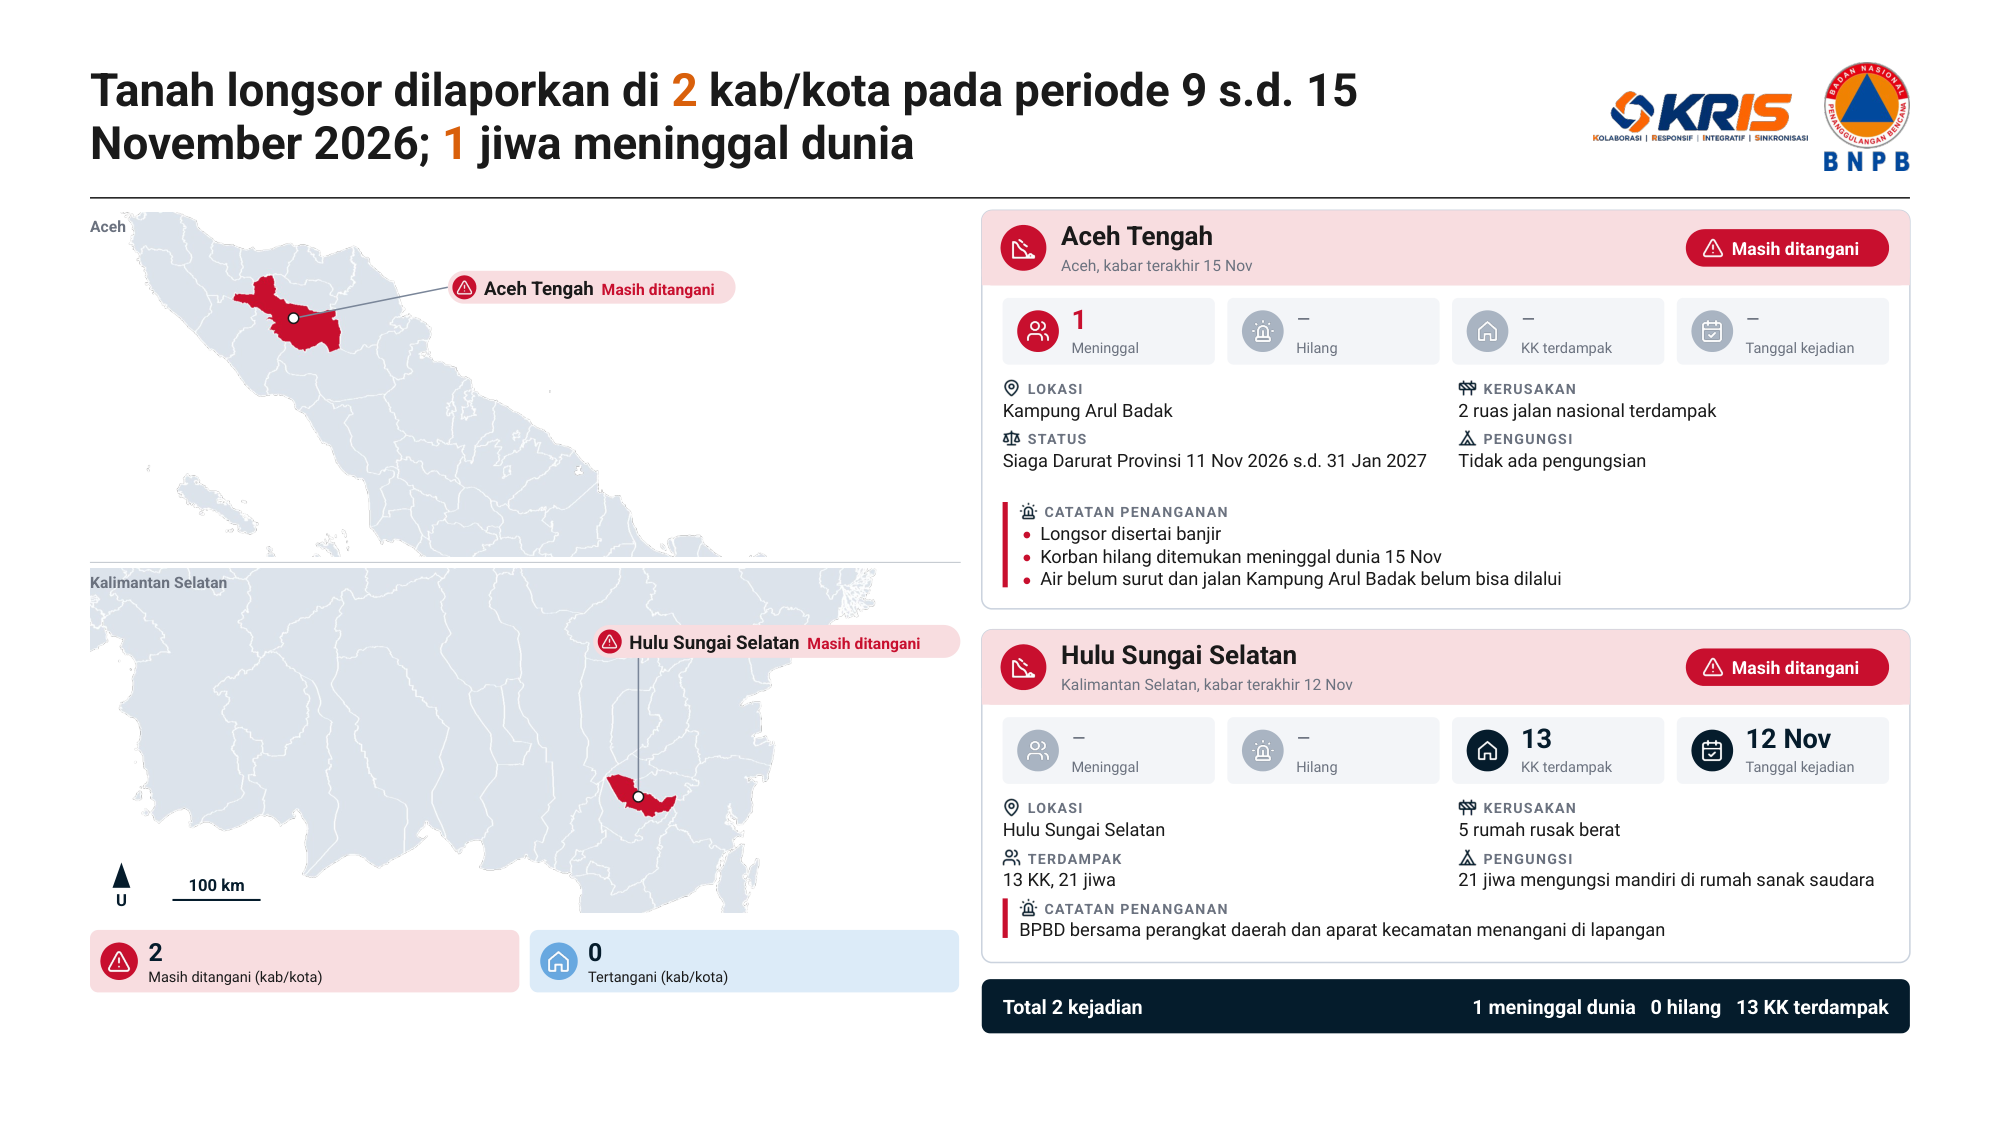 Tanah longsor dilaporkan di 2 kab/kota pada periode 9 s.d. 15
November 2026; 1 jiwa meninggal dunia
KRIS
KOLABORASI | RESPONSIF | INTEGRATIF | SINKRONISASI
BADAN NASIONAL
PENANGGULANGAN BENCANA
BNPB
Aceh
Aceh Tengah Masih ditangani
Kalimantan Selatan
Hulu Sungai Selatan Masih ditangani
U
100 km
2
Masih ditangani (kab/kota)
0
Tertangani (kab/kota)
Aceh Tengah
Aceh, kabar terakhir 15 Nov
Masih ditangani
1
Meninggal
–
Hilang
–
KK terdampak
–
Tanggal kejadian
LOKASI
Kampung Arul Badak
KERUSAKAN
2 ruas jalan nasional terdampak
STATUS
Siaga Darurat Provinsi 11 Nov 2026 s.d. 31 Jan 2027
PENGUNGSI
Tidak ada pengungsian
CATATAN PENANGANAN
• Longsor disertai banjir
• Korban hilang ditemukan meninggal dunia 15 Nov
• Air belum surut dan jalan Kampung Arul Badak belum bisa dilalui
Hulu Sungai Selatan
Kalimantan Selatan, kabar terakhir 12 Nov
Masih ditangani
–
Meninggal
–
Hilang
13
KK terdampak
12 Nov
Tanggal kejadian
LOKASI
Hulu Sungai Selatan
KERUSAKAN
5 rumah rusak berat
TERDAMPAK
13 KK, 21 jiwa
PENGUNGSI
21 jiwa mengungsi mandiri di rumah sanak saudara
CATATAN PENANGANAN
BPBD bersama perangkat daerah dan aparat kecamatan menangani di lapangan
Total 2 kejadian
1 meninggal dunia 0 hilang 13 KK terdampak